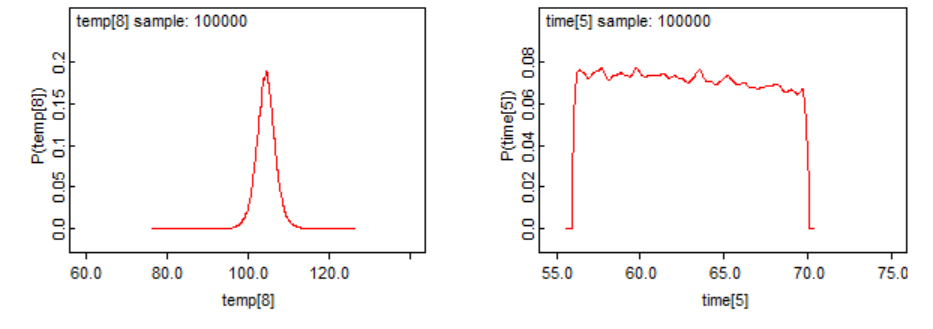 temp[8] sample: 100000
P(temp[8])
0.0 0.05 0.1 0.15 0.2
60.0 80.0 100.0 120.0
temp[8]
time[5] sample: 100000
P(time[5])
0.0 0.02 0.04 0.06 0.08
55.0 60.0 65.0 70.0 75.0
time[5]